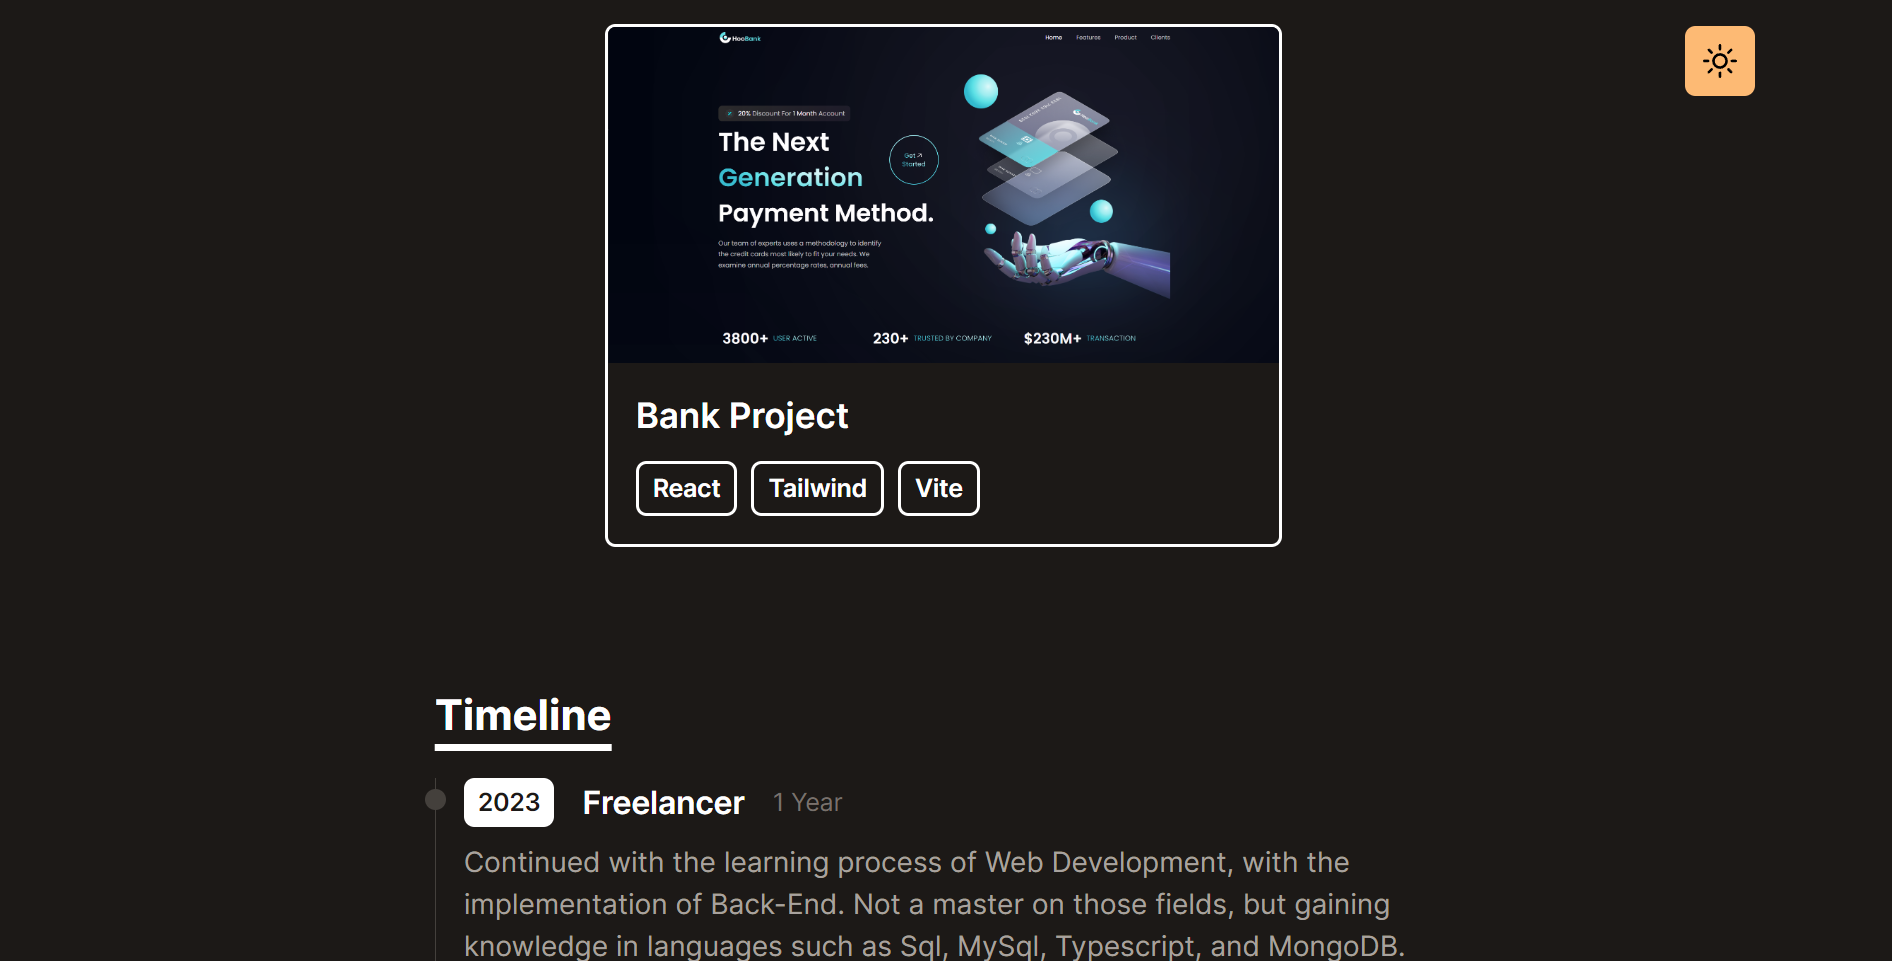 HooBank
Home Features Product Clients
20% Discount For 1 Month Account
The Next
Generation
Payment Method.
Get
Started
Our team of experts uses a methodology to identify
the credit cards most likely to fit your needs. We
examine annual percentage rates, annual fees.
3800+ USER ACTIVE 230+ TRUSTED BY COMPANY $230M+ TRANSACTION
Bank Project
React Tailwind Vite
Timeline
2023 Freelancer 1 Year
Continued with the learning process of Web Development, with the
implementation of Back-End. Not a master on those fields, but gaining
knowledge in languages such as Sql, MySql, Typescript, and MongoDB.